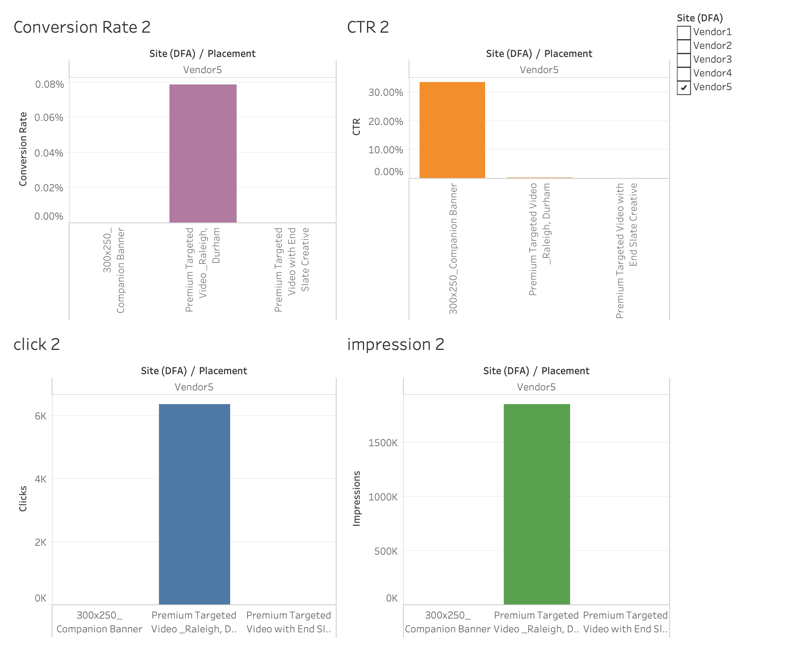 Conversion Rate 2
Site (DFA) / Placement
Vendor5
Conversion Rate
0.08%
0.06%
0.04%
0.02%
0.00%
300x250_
Companion Banner
Premium Targeted
Video _Raleigh,
Durham
Premium Targeted
Video with End
Slate Creative
CTR 2
Site (DFA) / Placement
Vendor5
CTR
30.00%
20.00%
10.00%
0.00%
300x250_Companion Banner
Premium Targeted Video
_Raleigh, Durham
Premium Targeted Video with
End Slate Creative
Site (DFA)
Vendor1
Vendor2
Vendor3
Vendor4
Vendor5
click 2
Site (DFA) / Placement
Vendor5
Clicks
6K
4K
2K
0K
300x250_
Companion Banner
Premium Targeted
Video _Raleigh, D..
Premium Targeted
Video with End Sl..
impression 2
Site (DFA) / Placement
Vendor5
Impressions
1500K
1000K
500K
0K
300x250_
Companion Banner
Premium Targeted
Video _Raleigh, D..
Premium Targeted
Video with End Sl..